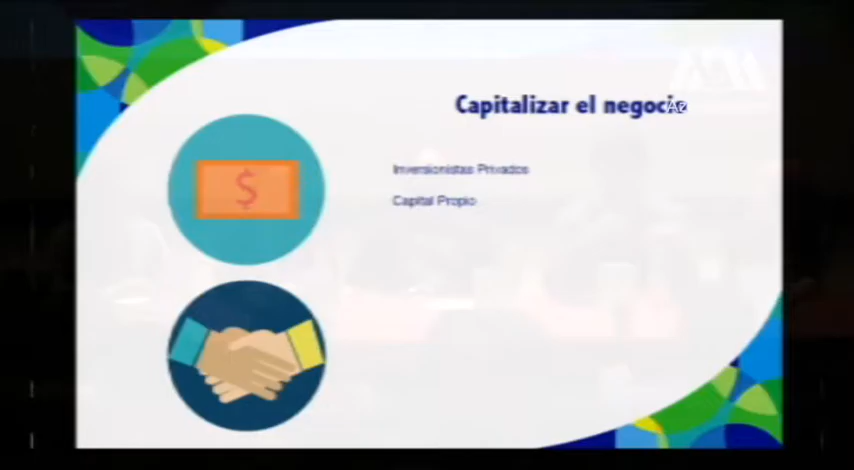 Capitalizar el negocio
Inversionistas Privados
Capital Propio
$